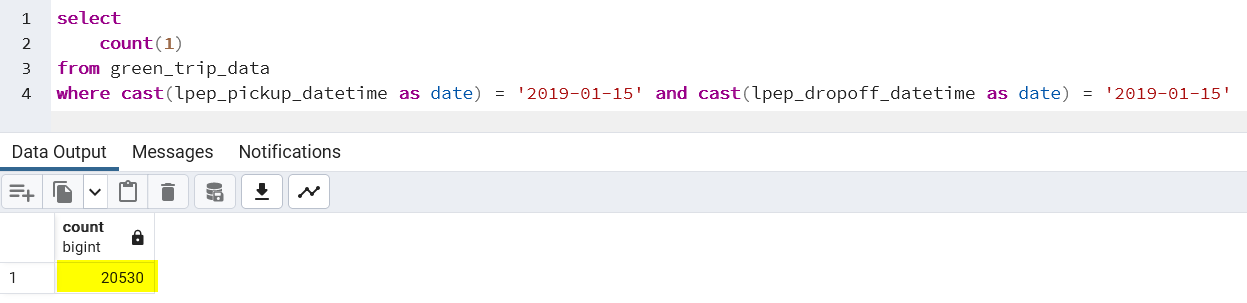 1 select
2 count(1)
3 from green_trip_data
4 where cast(lpep_pickup_datetime as date) = '2019-01-15' and cast(lpep_dropoff_datetime as date) = '2019-01-15'
Data Output Messages Notifications
count
bigint
1 20530